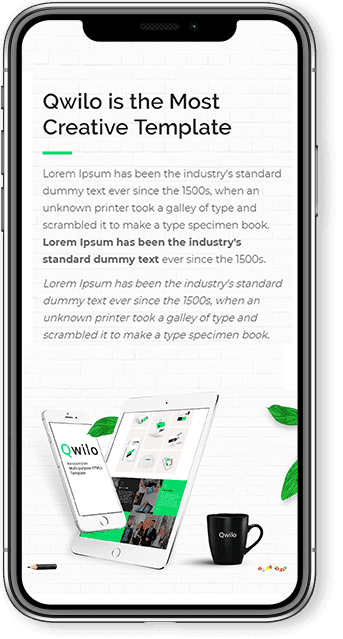 Qwilo is the Most
Creative Template
Lorem Ipsum has been the industry's standard
dummy text ever since the 1500s, when an
unknown printer took a galley of type and
scrambled it to make a type specimen book.
Lorem Ipsum has been the industry's
standard dummy text ever since the 1500s.
Lorem Ipsum has been the industry's standard
dummy text ever since the 1500s, when an
unknown printer took a galley of type and
scrambled it to make a type specimen book.
Qwilo
Responsive
Multi-purpose HTML5
Template
Qwilo